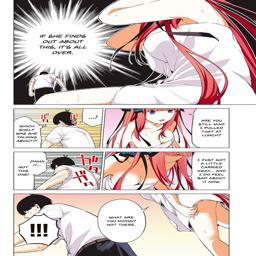 IF SHE FINDS
OUT ABOUT
THIS, IT'S ALL
OVER.
ARE YOU
STILL MAD
I PULLED
THAT AT
LUNCH?
...!
WHICH
SHELF
WAS SHE
TALKING
ABOUT?!
I JUST GOT
A LITTLE
CARRIED
AWAY... AND
I DO FEEL
BAD ABOUT
IT NOW.
DAMN
IT...
NOT
THIS
ONE!
WHAT ARE
YOU DOING?
NOT THERE.
!!!